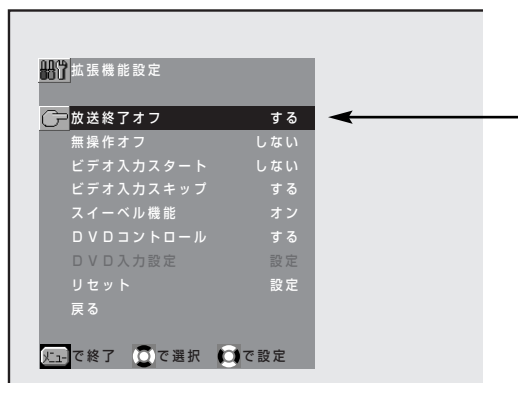 拡張機能設定
放送終了オフ する
無操作オフ しない
ビデオ入力スタート しない
ビデオ入力スキップ する
スイーベル機能 オン
DVDコントロール する
DVD入力設定 設定
リセット 設定
戻る
メニューで終了 で選択 で設定